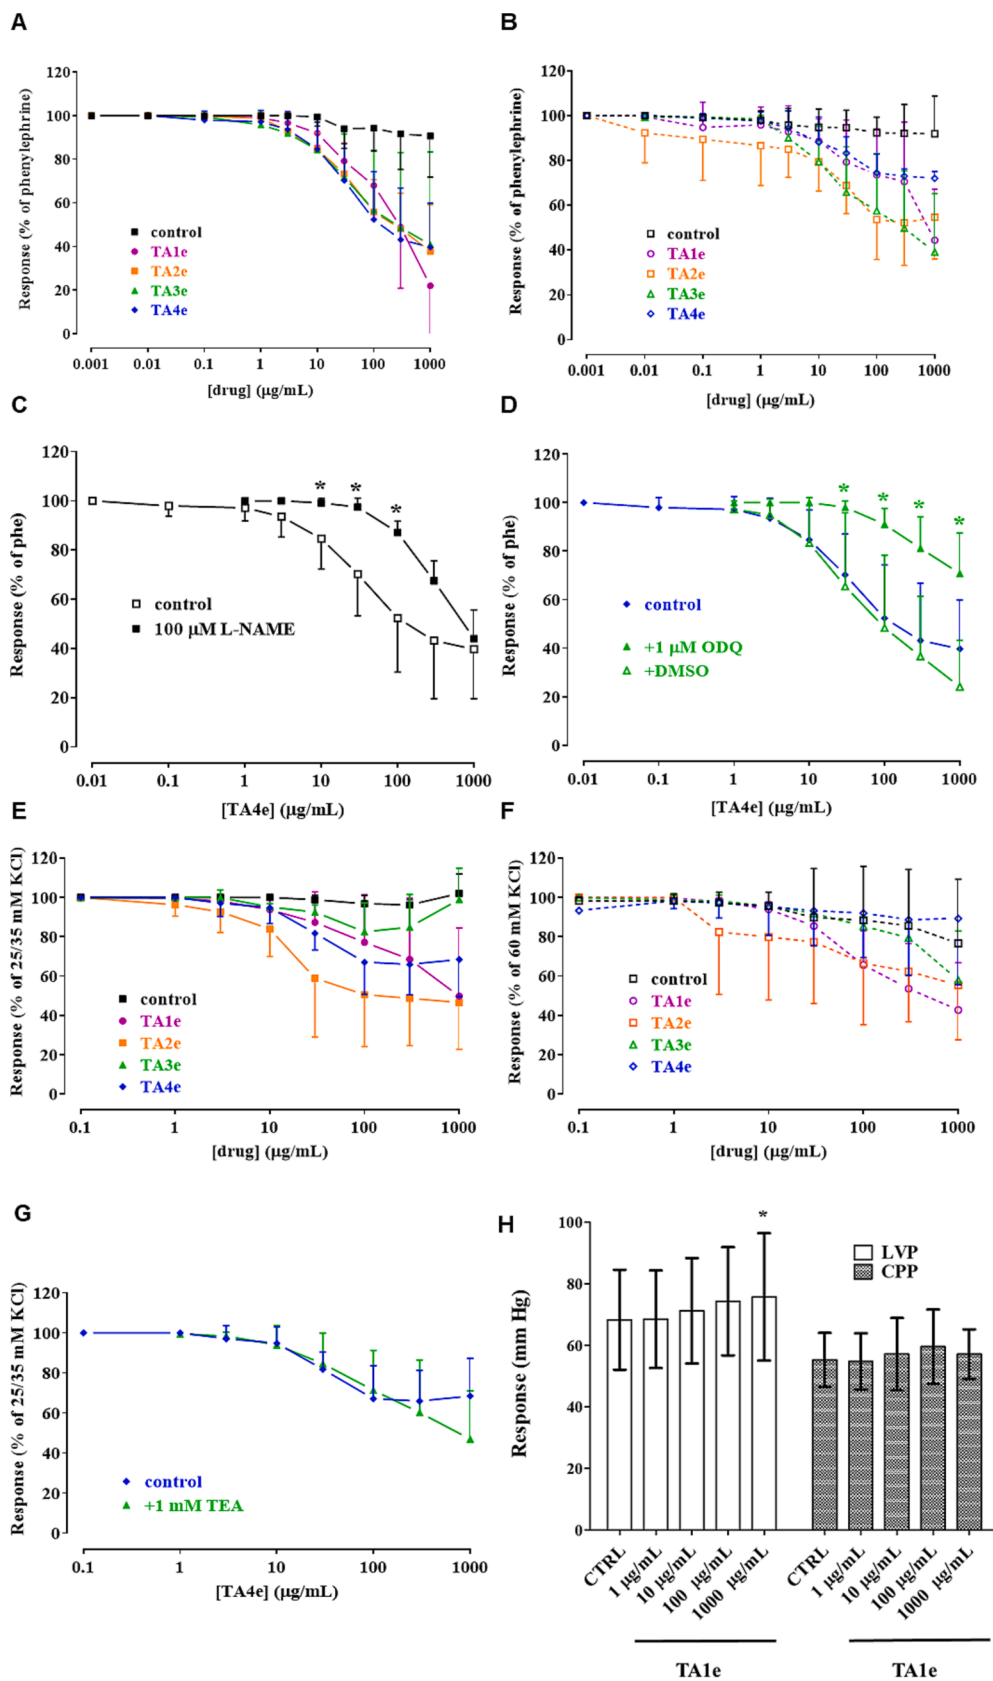 A
Response (% of phenylephrine)
120
100
80
60
40
20
0
control
TA1e
TA2e
TA3e
TA4e
0.001 0.01 0.1 1 10 100 1000
[drug] (µg/mL)
B
Response (% of phenylephrine)
120
100
80
60
40
20
0
control
TA1e
TA2e
TA3e
TA4e
0.001 0.01 0.1 1 10 100 1000
[drug] (µg/mL)
C
Response (% of phe)
120
100
80
60
40
20
0
* * *
control
100 µM L-NAME
0.01 0.1 1 10 100 1000
[TA4e] (µg/mL)
D
Response (% of phe)
120
100
80
60
40
20
0
* * * *
control
+1 µM ODQ
+DMSO
0.01 0.1 1 10 100 1000
[TA4e] (µg/mL)
E
Response (% of 25/35 mM KCl)
120
100
80
60
40
20
0
control
TA1e
TA2e
TA3e
TA4e
0.1 1 10 100 1000
[drug] (µg/mL)
F
Response (% of 60 mM KCl)
120
100
80
60
40
20
0
control
TA1e
TA2e
TA3e
TA4e
0.1 1 10 100 1000
[drug] (µg/mL)
G
Response (% of 25/35 mM KCl)
120
100
80
60
40
20
0
control
+1 mM TEA
0.1 1 10 100 1000
[TA4e] (µg/mL)
H
Response (mm Hg)
100
80
60
40
20
0
*
LVP
CPP
CTRL
1 µg/mL
10 µg/mL
100 µg/mL
1000 µg/mL
CTRL
1 µg/mL
10 µg/mL
100 µg/mL
1000 µg/mL
TA1e
TA1e